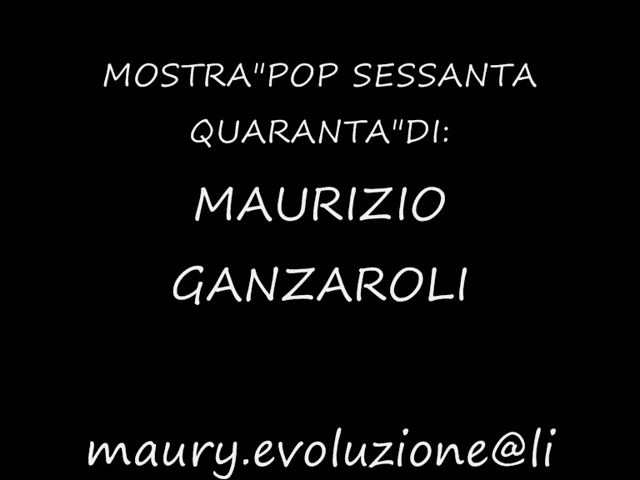 MOSTRA"POP SESSANTA
QUARANTA"DI:
MAURIZIO
GANZAROLI
maury.evoluzione@li